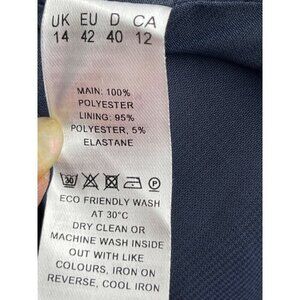 UK EU D CA
14 42 40 12
MAIN: 100%
POLYESTER
LINING: 95%
POLYESTER, 5%
ELASTANE
30 P
ECO FRIENDLY WASH
AT 30°C
DRY CLEAN OR
MACHINE WASH INSIDE
OUT WITH LIKE
COLOURS, IRON ON
REVERSE, COOL IRON